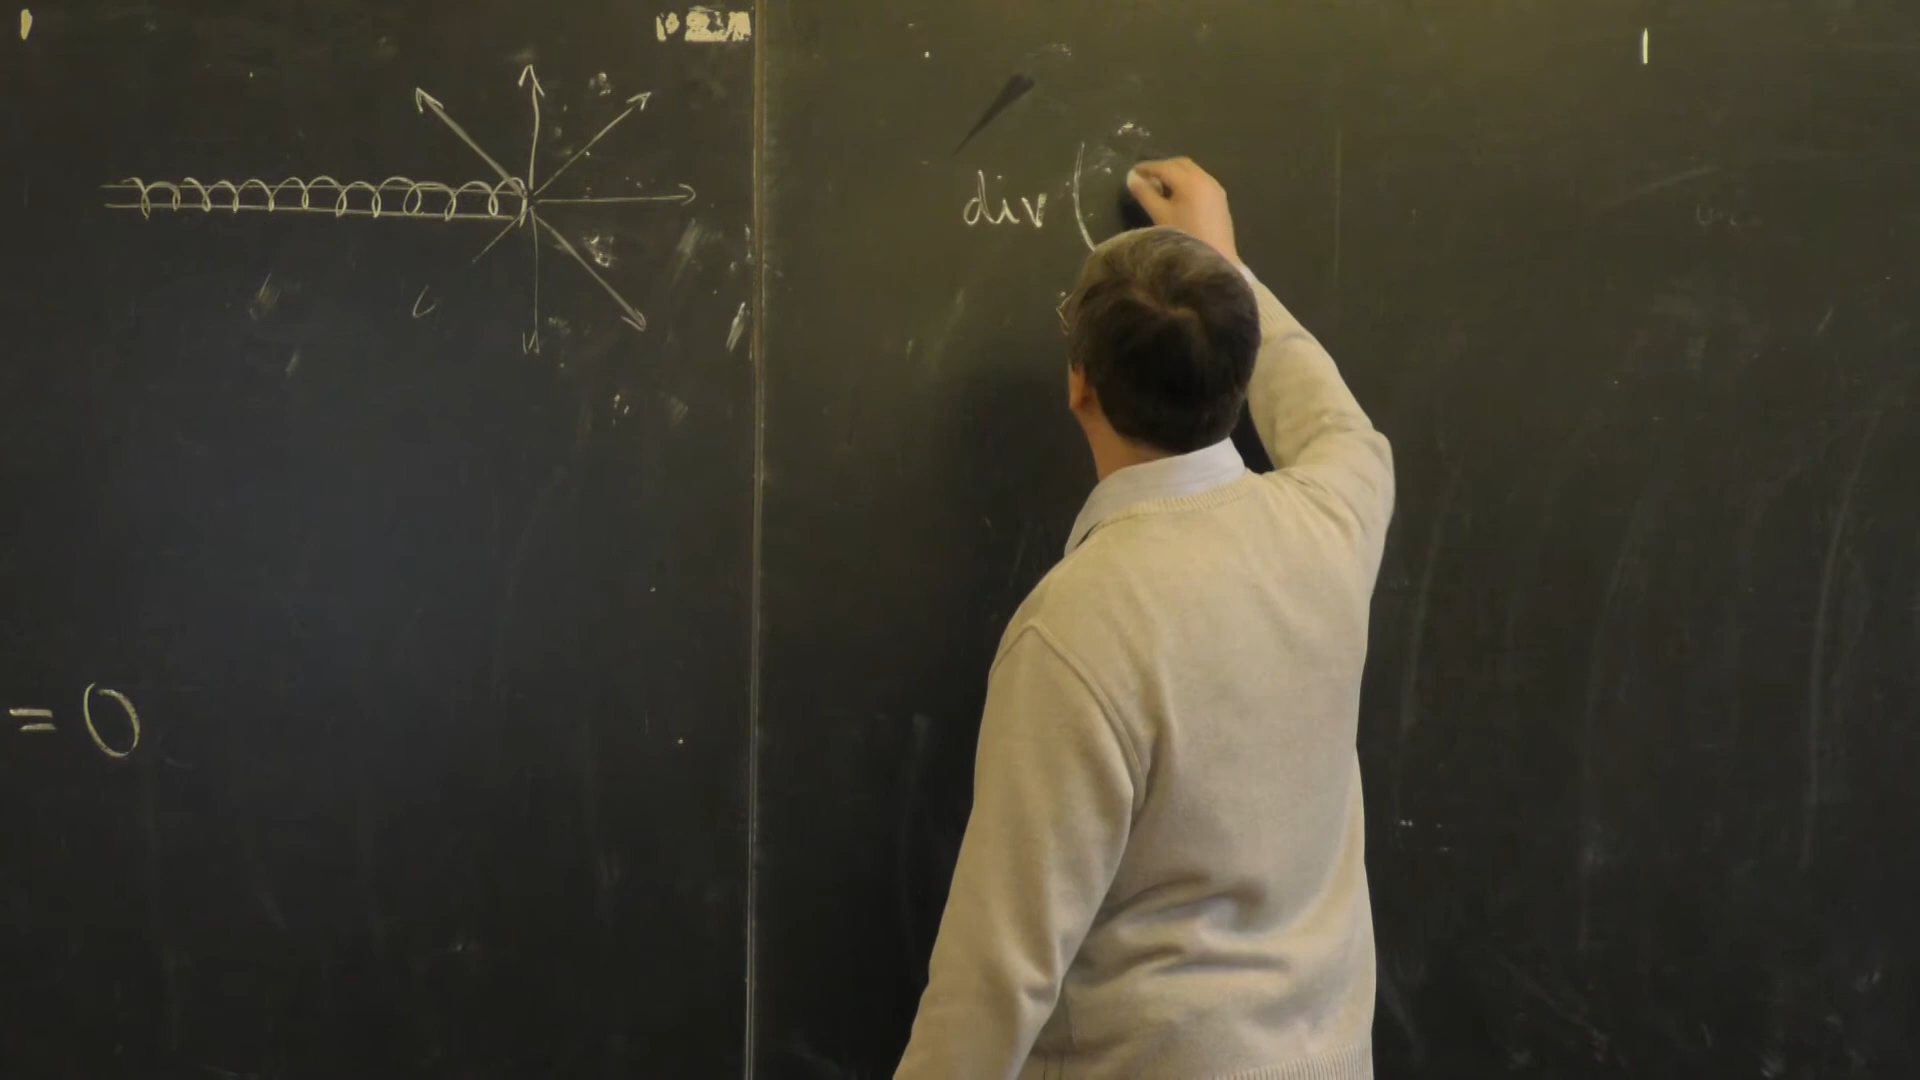 div (
= 0